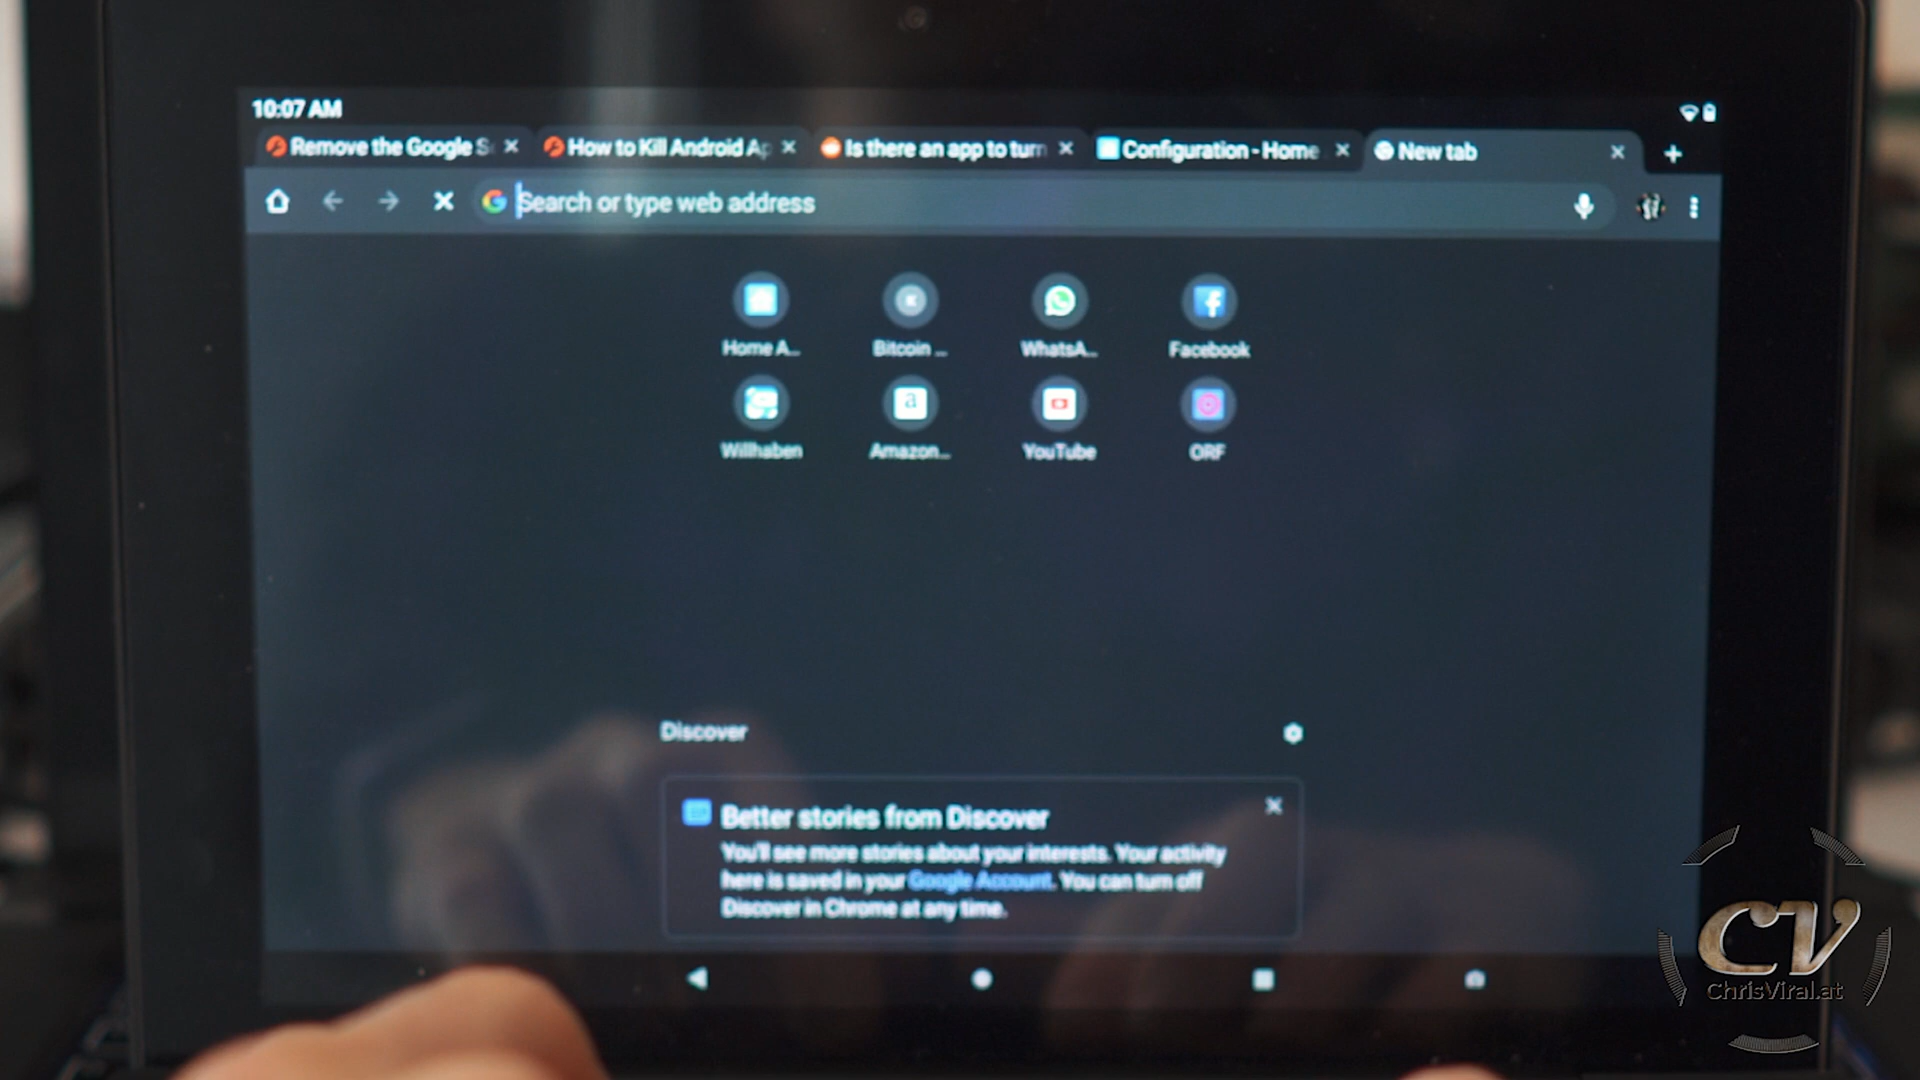 10:07 AM
Remove the Google S
How to Kill Android Ap
Is there an app to turn
Configuration - Home
New tab
Search or type web address
Home A...
Bitcoin ...
WhatsA...
Facebook
Willhaben
Amazon...
YouTube
ORF
Discover
Better stories from Discover
You'll see more stories about your interests. Your activity
here is saved in your Google Account. You can turn off
Discover in Chrome at any time.
CV
ChrisViral.at